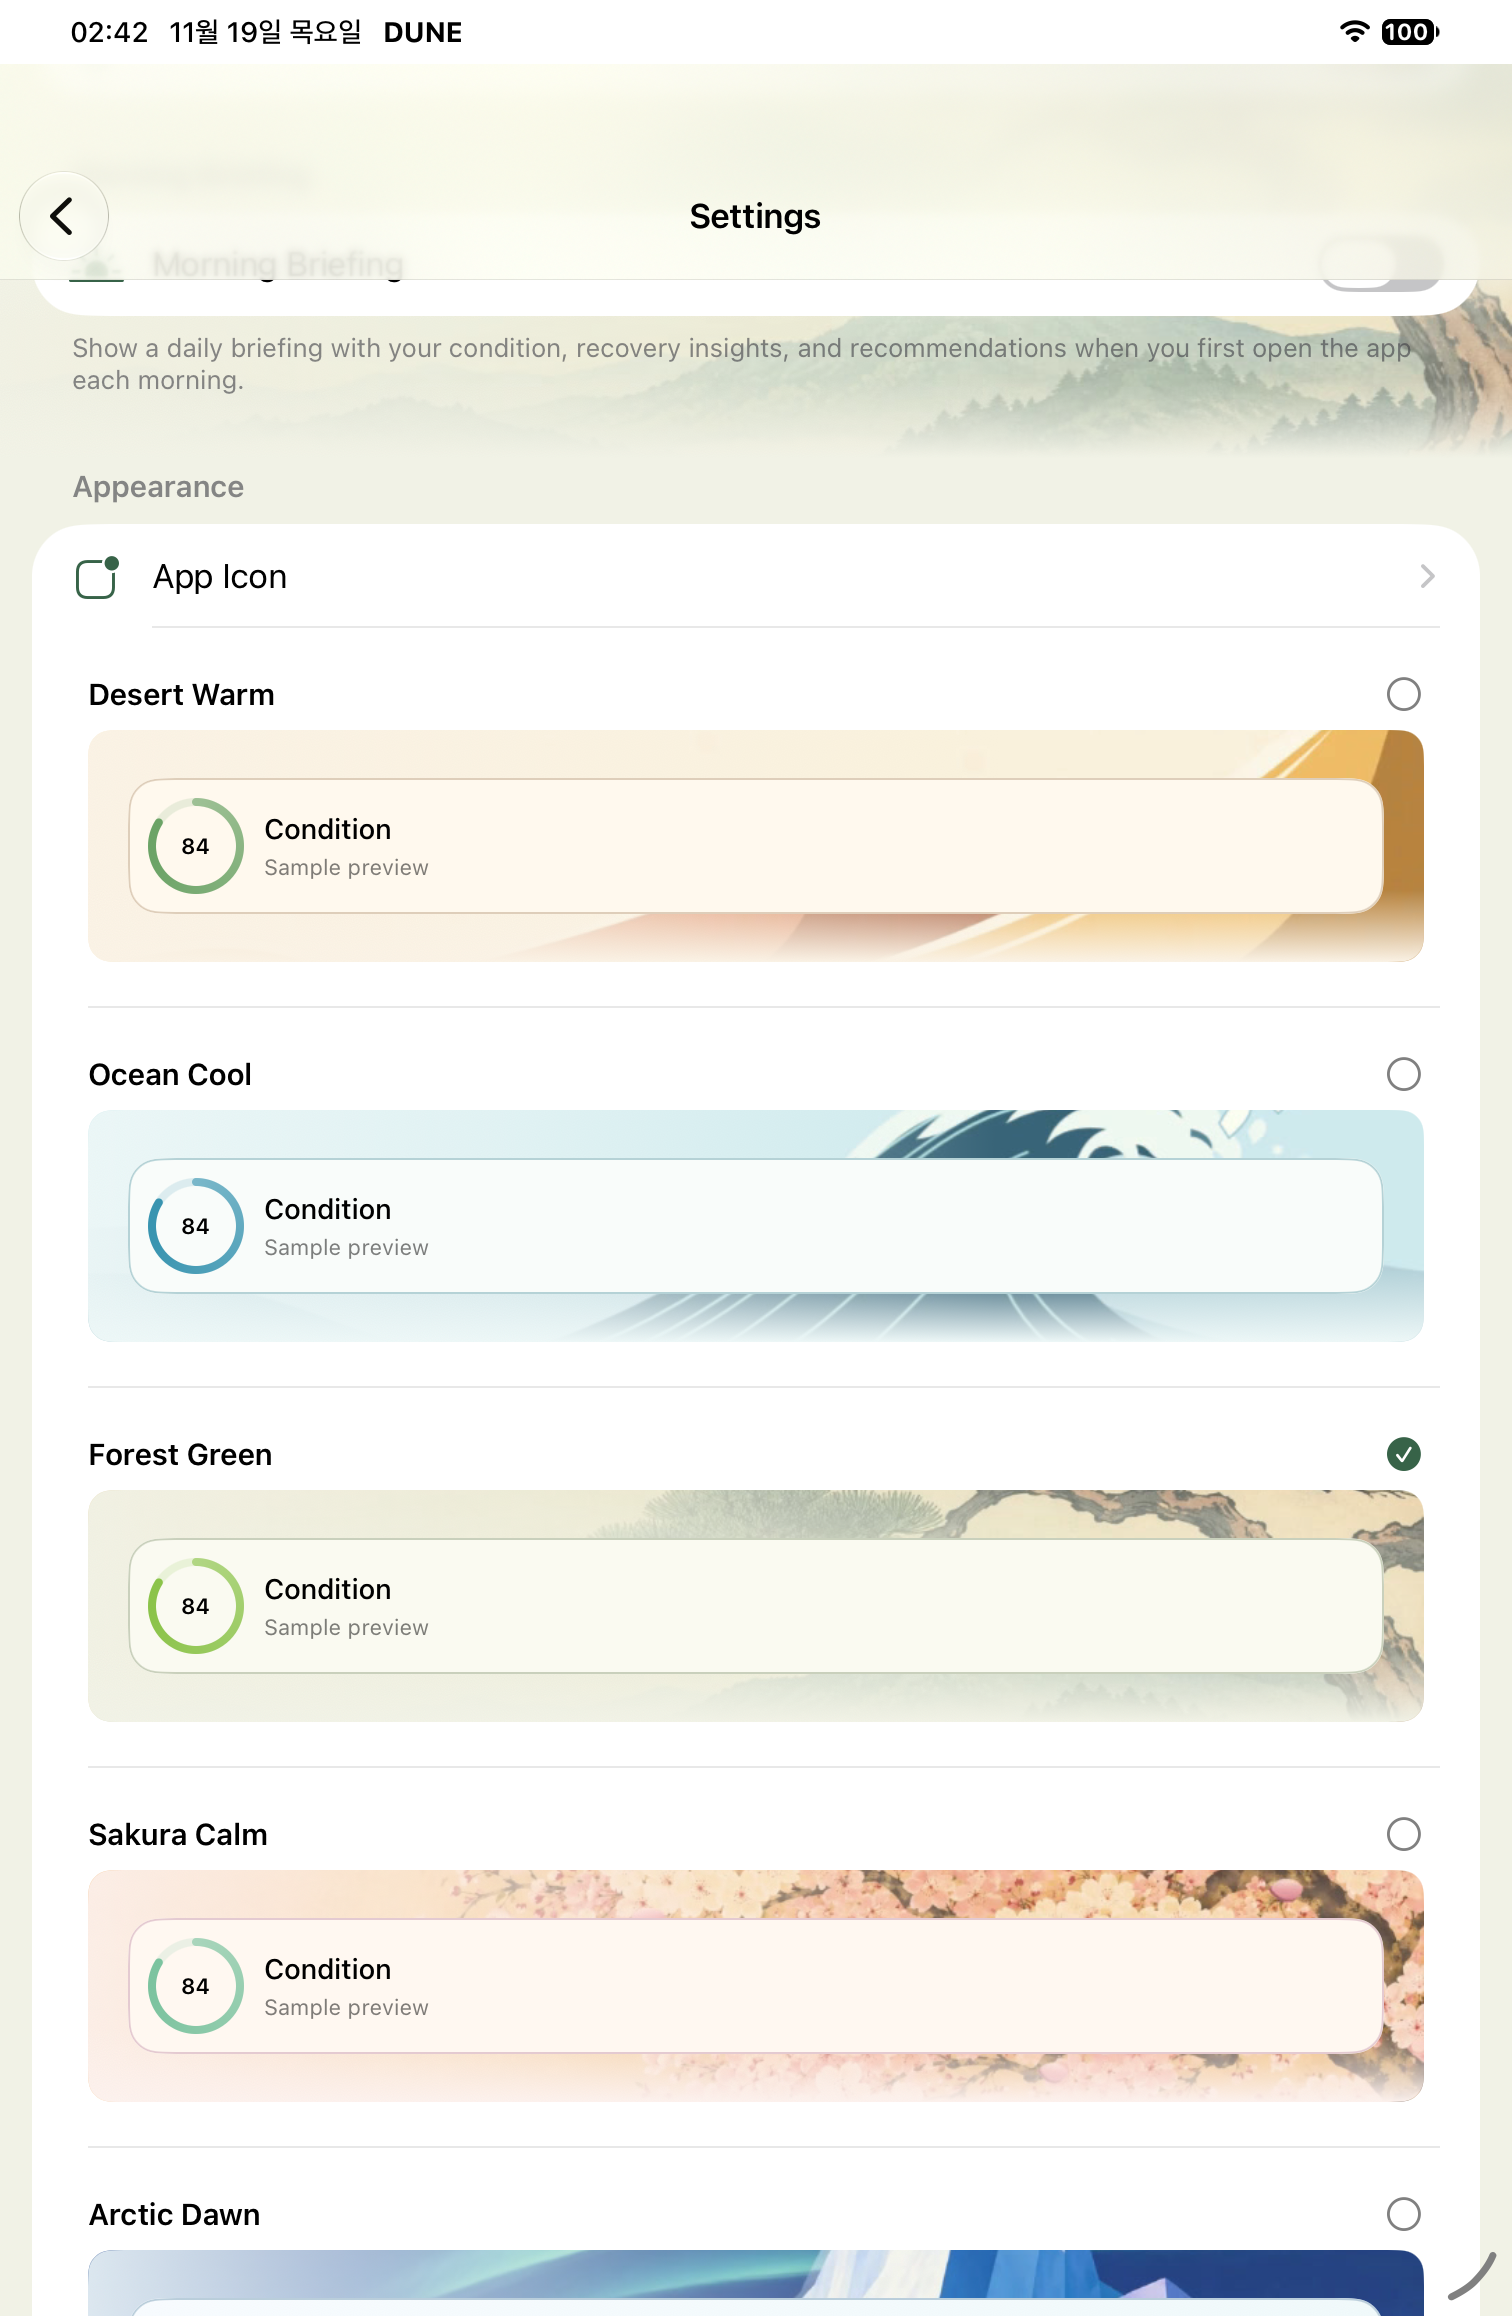 02:42 11월 19일 목요일 DUNE
100
Settings
Morning Briefing
Show a daily briefing with your condition, recovery insights, and recommendations when you first open the app
each morning.
Appearance
App Icon
Desert Warm
84
Condition
Sample preview
Ocean Cool
84
Condition
Sample preview
Forest Green
84
Condition
Sample preview
Sakura Calm
84
Condition
Sample preview
Arctic Dawn